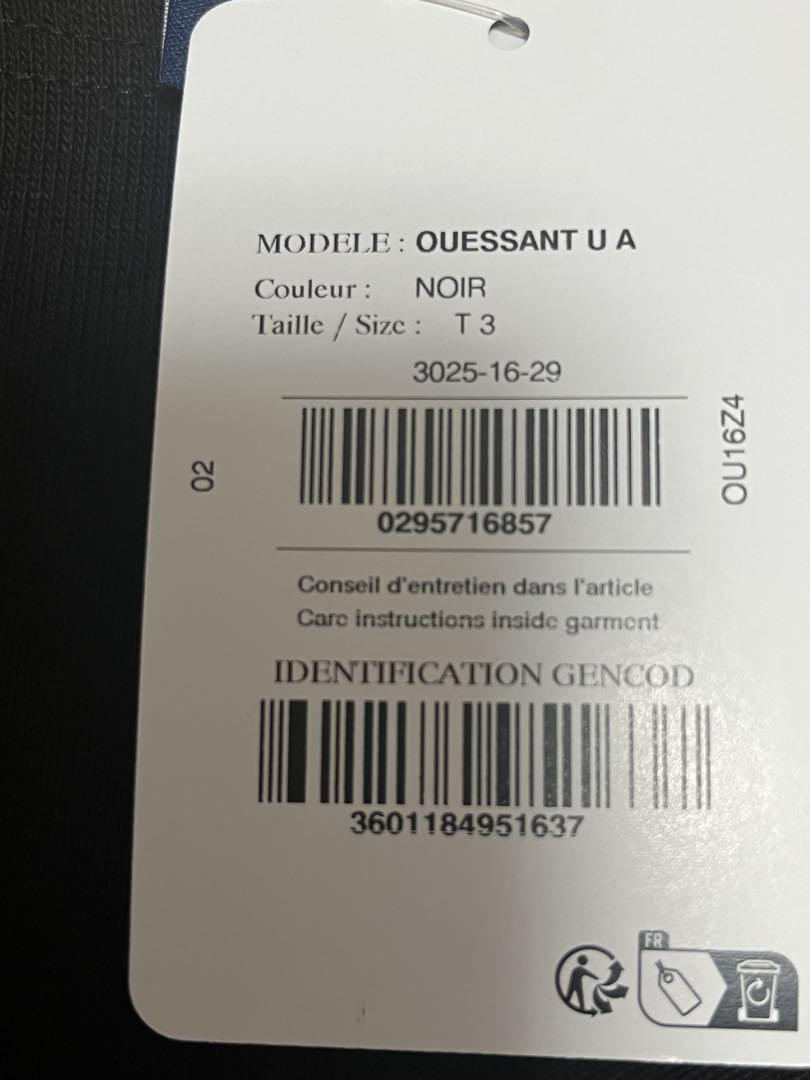 MODELE : OUESSANT U A
Couleur : NOIR
Taille / Size : T 3
3025-16-29
02
OU16Z4
0295716857
Conseil d'entretien dans l'article
Care instructions inside garment
IDENTIFICATION GENCOD
3601184951637
FR